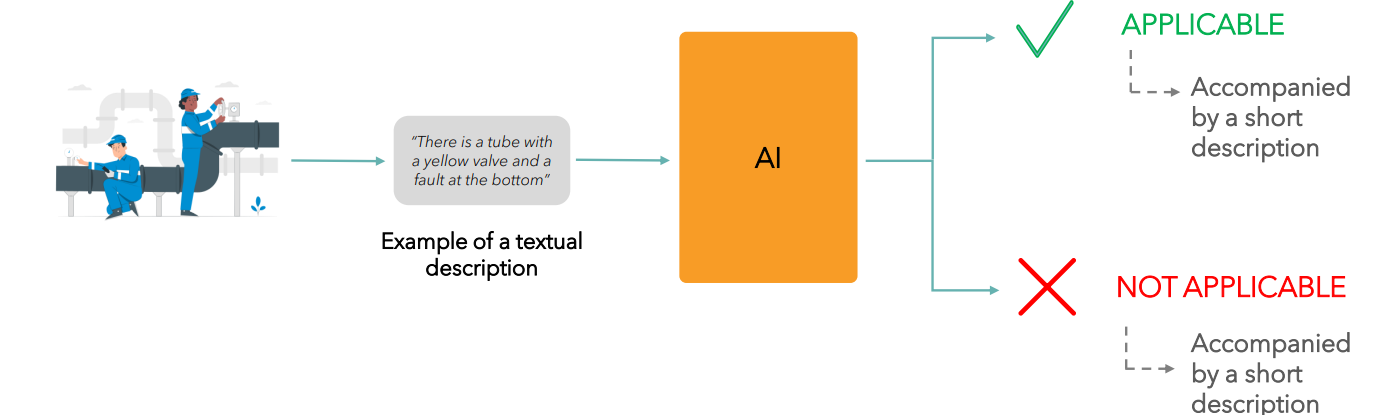 “There is a tube with
a yellow valve and a
fault at the bottom”
Example of a textual
description
AI
APPLICABLE
Accompanied
by a short
description
NOT APPLICABLE
Accompanied
by a short
description